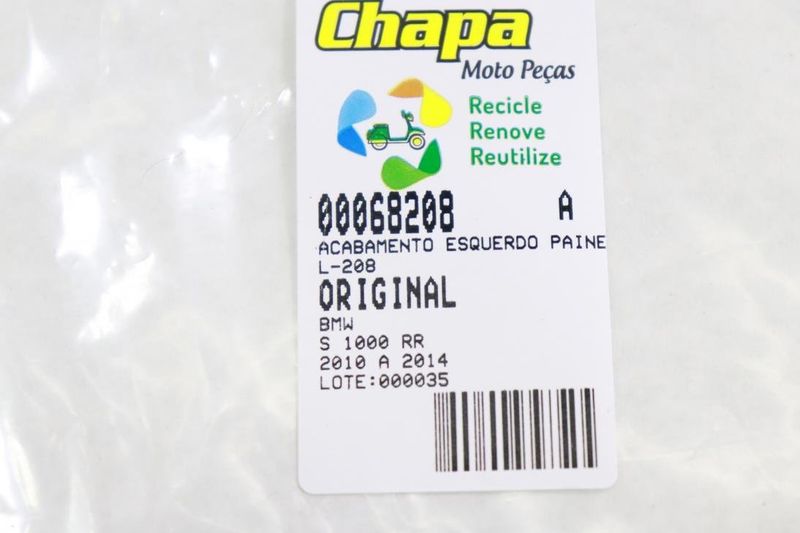 Chapa
Moto Peças
Recicle
Renove
Reutilize
00068208 A
ACABAMENTO ESQUERDO PAINE
L-208
ORIGINAL
BMW
S 1000 RR
2010 A 2014
LOTE:000035